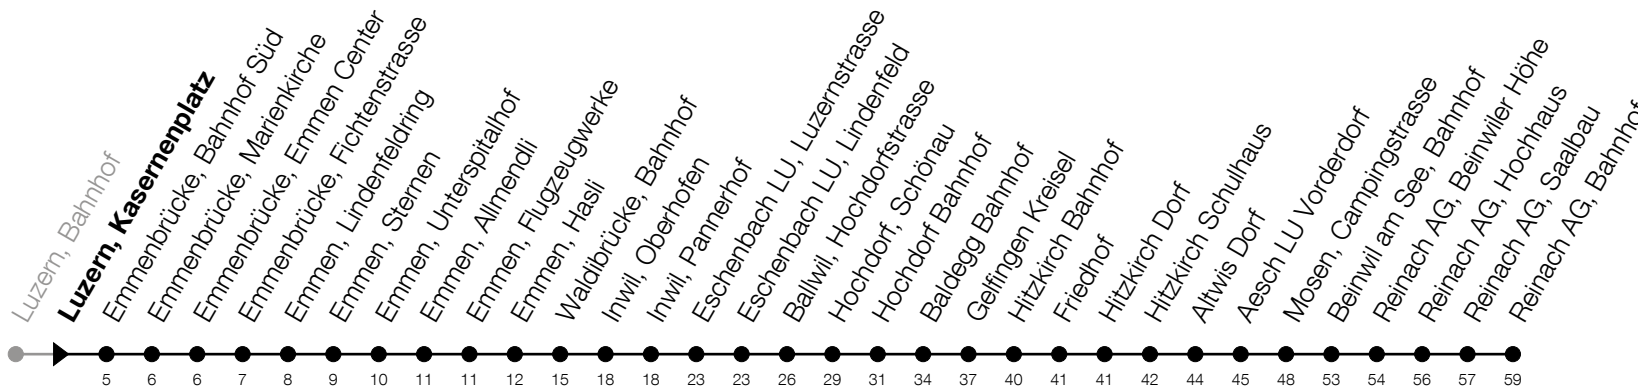 Luzern, Bahnhof
Luzern, Kasernenplatz
Emmenbrücke, Bahnhof Süd
Emmenbrücke, Marienkirche
Emmenbrücke, Emmen Center
Emmenbrücke, Fichtenstrasse
Emmen, Lindenfeldring
Emmen, Sternen
Emmen, Unterspitalhof
Emmen, Allmendli
Emmen, Flugzeugwerke
Emmen, Hasli
Waldibrücke, Bahnhof
Inwil, Oberhofen
Inwil, Pannerhof
Eschenbach LU, Luzernstrasse
Eschenbach LU, Lindenfeld
Ballwil, Hochdorfstrasse
Hochdorf, Schönau
Hochdorf Bahnhof
Baldegg Bahnhof
Gelfingen Kreisel
Hitzkirch Bahnhof
Friedhof
Hitzkirch Dorf
Hitzkirch Schulhaus
Altwis Dorf
Aesch LU Vorderdorf
Mosen, Campingstrasse
Beinwil am See, Bahnhof
Reinach AG, Beinwiler Höhe
Reinach AG, Hochhaus
Reinach AG, Saalbau
Reinach AG, Bahnhof
5 6 6 7 8 9 10 11 11 12 15 18 18 23 23 26 29 31 34 37 40 41 41 42 44 45 48 53 54 56 57 59